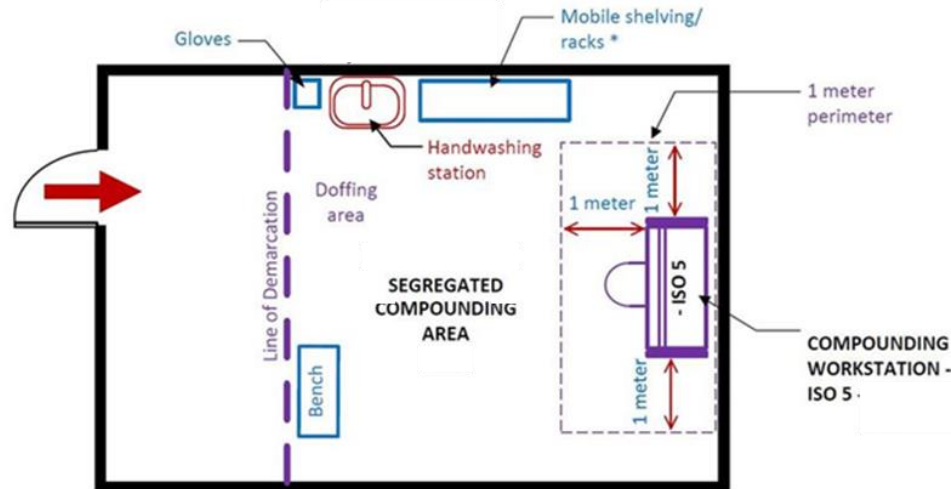 Gloves
Mobile shelving/
racks *
1 meter
perimeter
Handwashing
station
Doffing
area
Line of Demarcation
1 meter
1 meter
SEGREGATED
COMPOUNDING
AREA
- ISO 5
COMPOUNDING
WORKSTATION -
ISO 5 -
Bench
1 meter